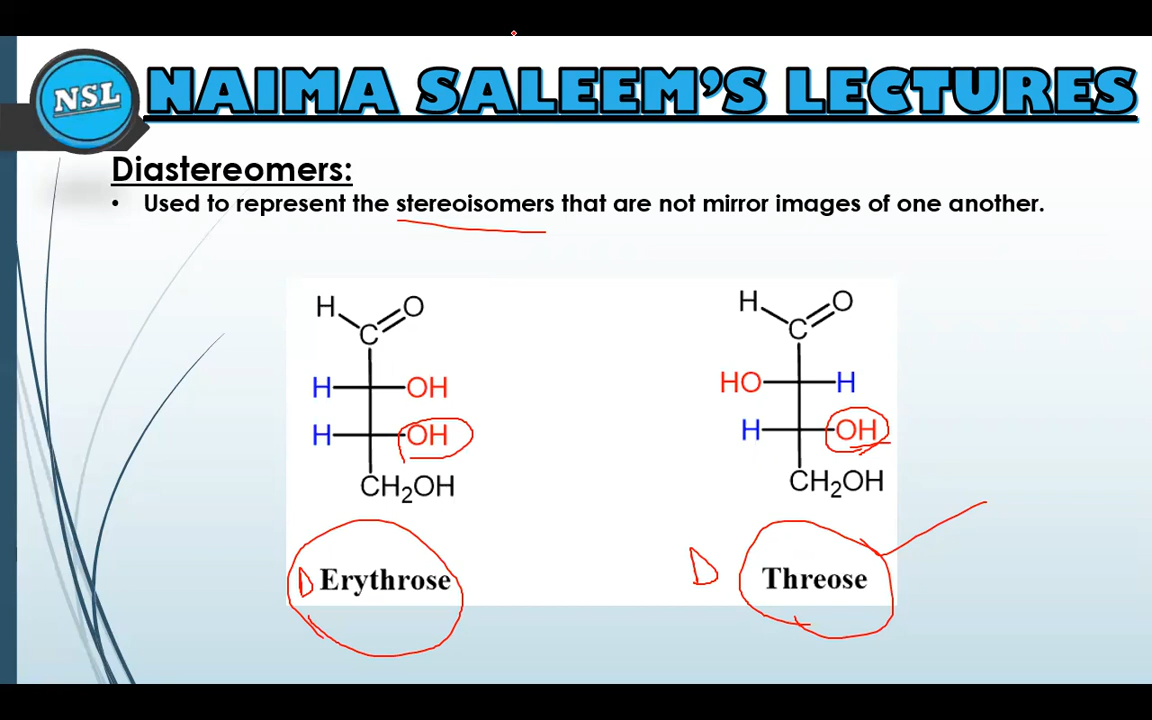 NSL
NAIMA SALEEM'S LECTURES
Diastereomers:
• Used to represent the stereoisomers that are not mirror images of one another.
H O
C
H OH
H OH
CH₂OH
D Erythrose
H O
C
HO H
H OH
CH₂OH
D Threose